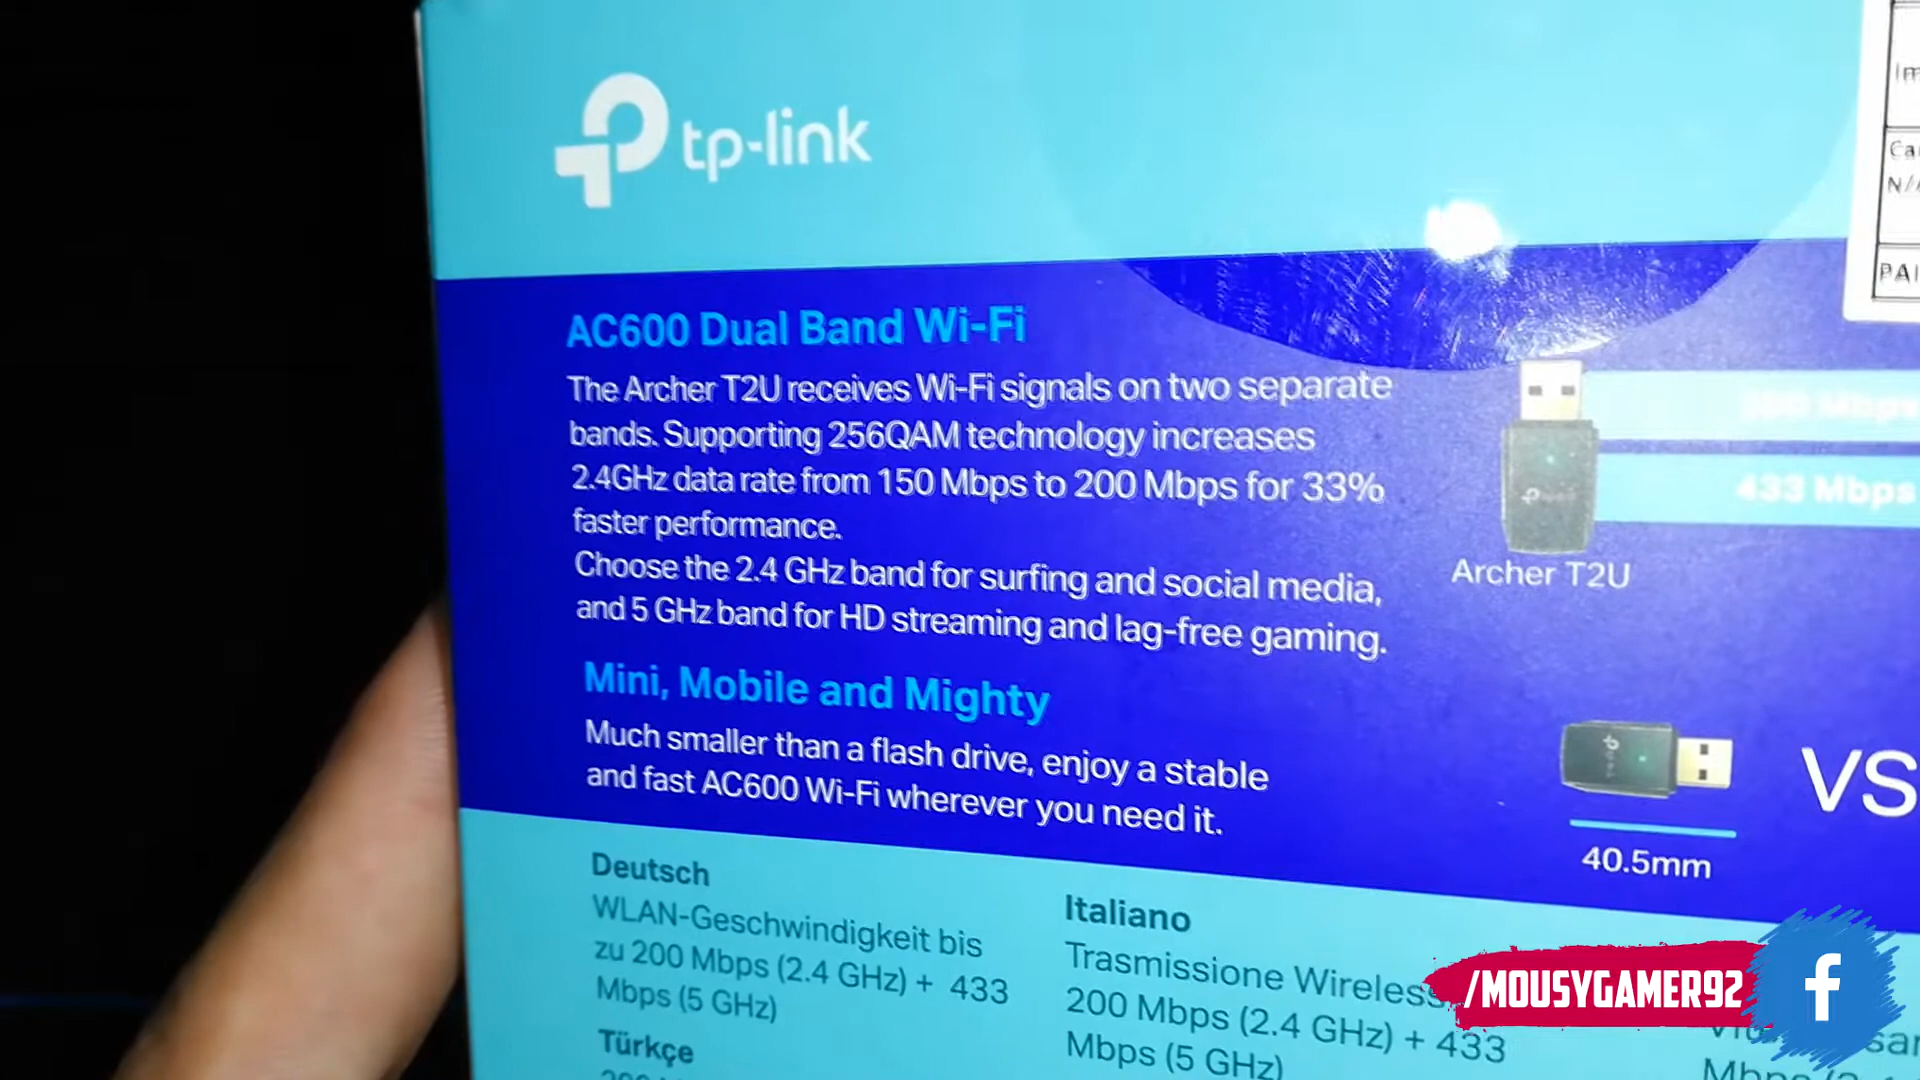 tp-link
AC600 Dual Band Wi-Fi
The Archer T2U receives Wi-Fi signals on two separate
bands. Supporting 256QAM technology increases
2.4GHz data rate from 150 Mbps to 200 Mbps for 33%
faster performance.
Choose the 2.4 GHz band for surfing and social media,
and 5 GHz band for HD streaming and lag-free gaming.
Mini, Mobile and Mighty
Much smaller than a flash drive, enjoy a stable
and fast AC600 Wi-Fi wherever you need it.
200 Mbps
433 Mbps
Archer T2U
VS
40.5mm
Deutsch
WLAN-Geschwindigkeit bis
zu 200 Mbps (2.4 GHz) + 433
Mbps (5 GHz)
Türkçe
Italiano
Trasmissione Wireless
200 Mbps (2.4 GHz) + 433
Mbps (5 GHz)
N/A
/MOUSYGAMER92
f